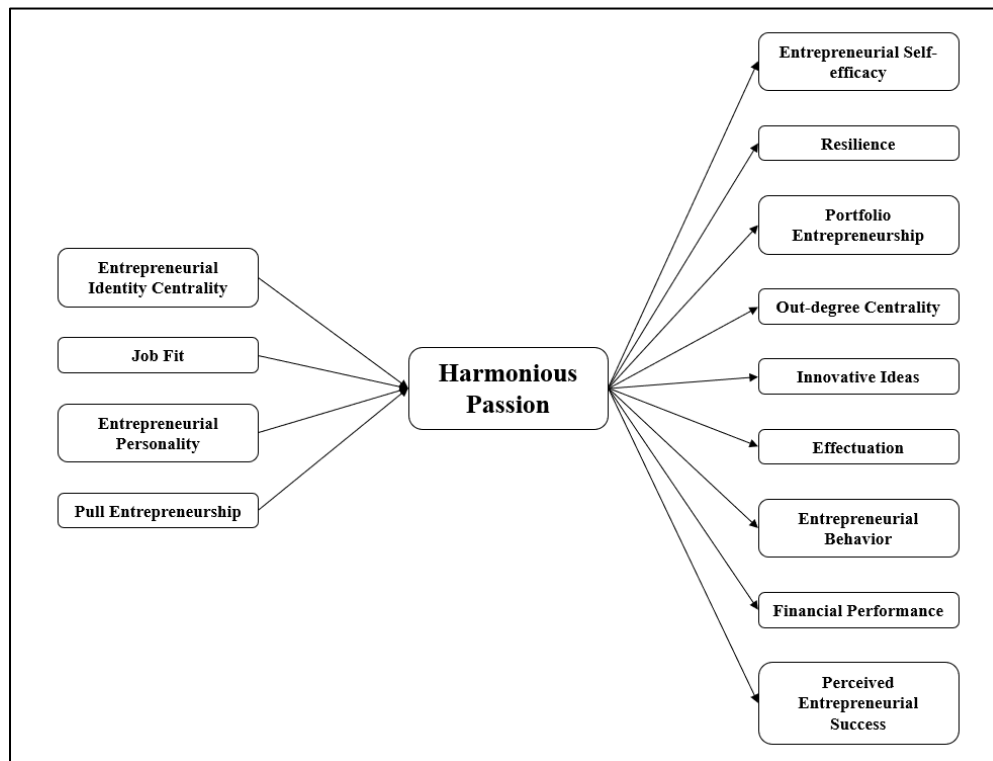 Entrepreneurial
Identity Centrality
Job Fit
Entrepreneurial
Personality
Pull Entrepreneurship
Harmonious
Passion
Entrepreneurial Self-
efficacy
Resilience
Portfolio
Entrepreneurship
Out-degree Centrality
Innovative Ideas
Effectuation
Entrepreneurial
Behavior
Financial Performance
Perceived
Entrepreneurial
Success